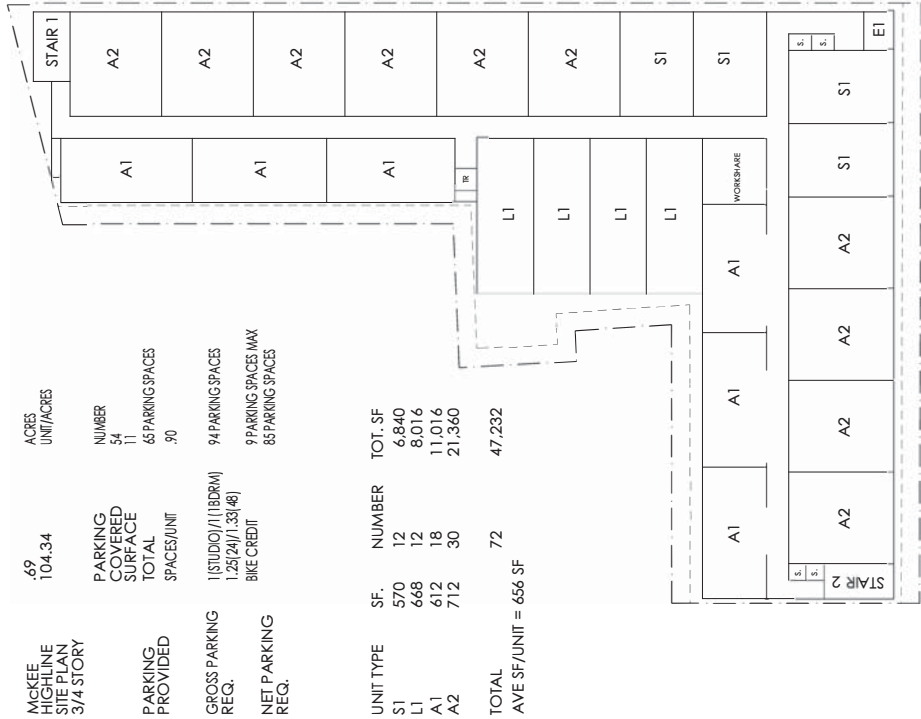 McKEE .69 ACRES
HIGHLINE 104.34 UNIT/ACRES
SITE PLAN
3/4 STORY
PARKING NUMBER
COVERED 54
SURFACE 11
PARKING PROVIDED TOTAL 65 PARKING SPACES
SPACES/UNIT .90
GROSS PARKING REQ. 1(STUDIO)/1(1BDRM) 94 PARKING SPACES
1.25(24)/1.33(48)
BIKE CREDIT 9 PARKING SPACES MAX
NET PARKING REQ. 85 PARKING SPACES
UNIT TYPE SF. NUMBER TOT. SF
S1 570 12 6,840
L1 668 12 8,016
A1 612 18 11,016
A2 712 30 21,360
TOTAL 72 47,232
AVE SF/UNIT = 656 SF
STAIR 1
A2
A2
A2
A2
A2
A2
S1
S1
A1
A1
A1
TR
L1
L1
L1
L1
WORKSHARE
A1
A1
A1
E1
S.
S.
S1
S1
A2
A2
A2
A2
S.
S.
STAIR 2